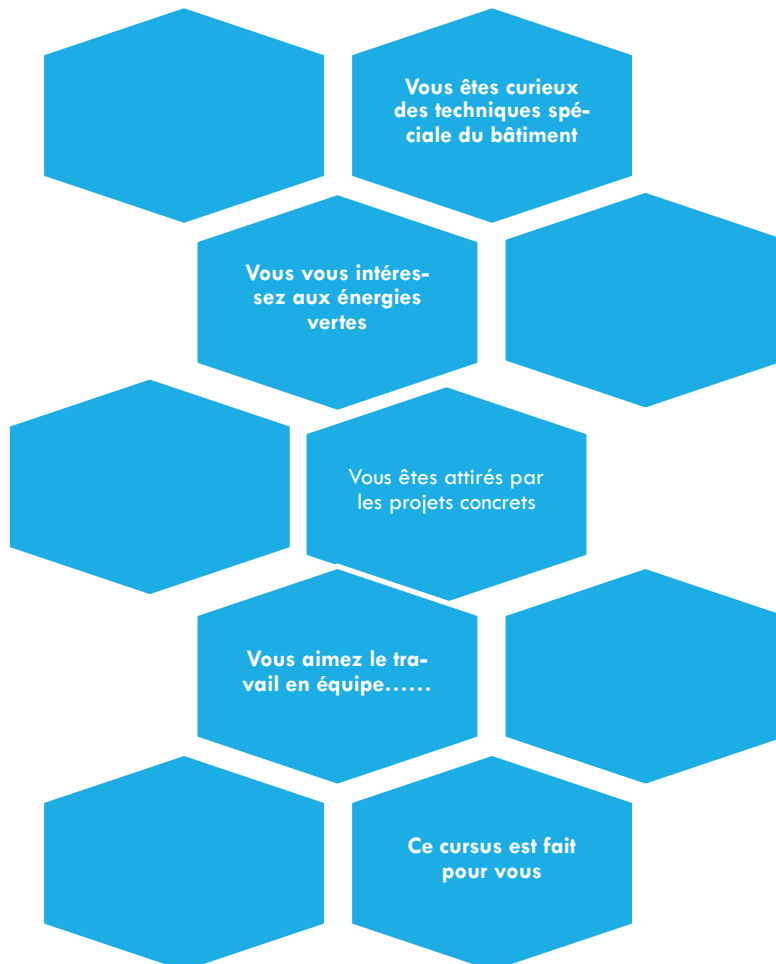 Vous êtes curieux
des techniques spé-
ciale du bâtiment
Vous vous intéres-
sez aux énergies
vertes
Vous êtes attirés par
les projets concrets
Vous aimez le tra-
vail en équipe......
Ce cursus est fait
pour vous